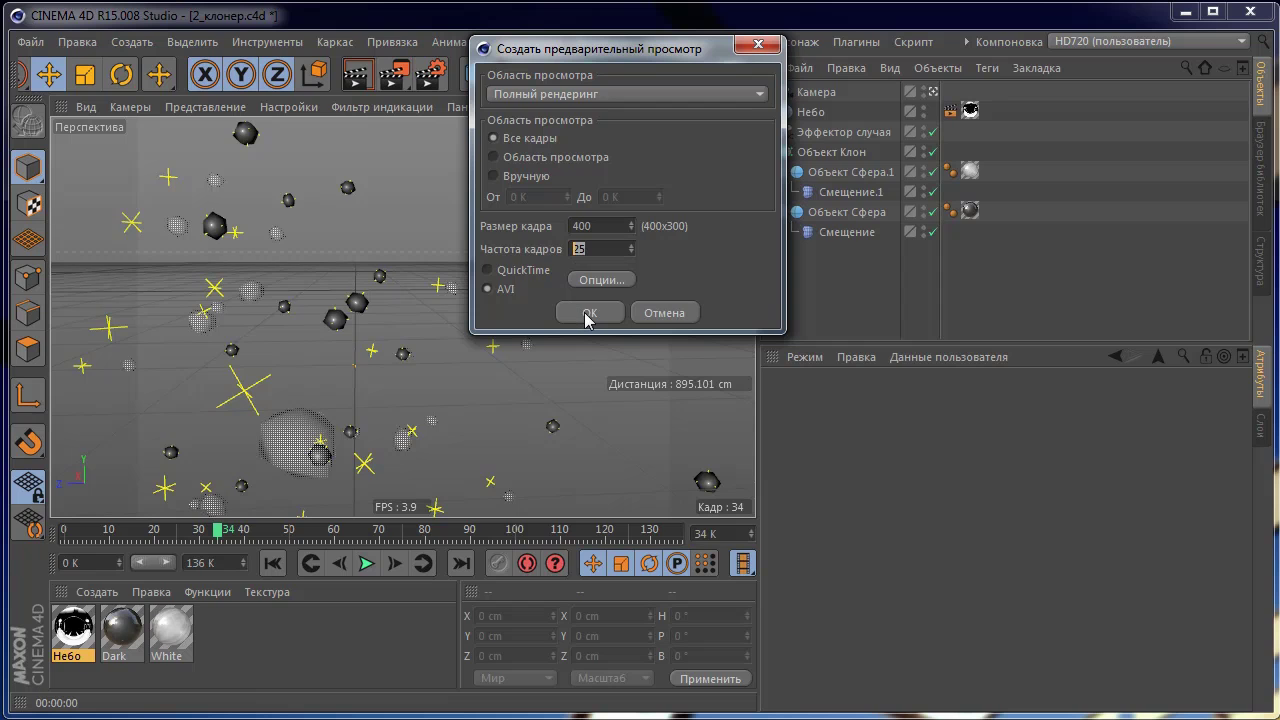 CINEMA 4D R15.008 Studio - [2_клонер.c4d *]
Файл Правка Создать Выделить Инструменты Каркас Привязка Анима
сонаж Плагины Скрипт Компоновка HD720 (пользователь)
Создать предварительный просмотр
Область просмотра
Полный рендеринг
Область просмотра
Все кадры
Область просмотра
Вручную
От 0 K До 0 K
Размер кадра 400 (400x300)
Частота кадров 25
QuickTime
Опции...
AVI
OK Отмена
X Y Z
Вид Камеры Представление Настройки Фильтр индикации Пан
Перспектива
Дистанция : 895.101 cm
Y
X
Z
FPS : 3.9
Кадр : 34
айл Правка Вид Объекты Теги Закладка
Камера
Небо
Эффектор случая
Объект Клон
Объект Сфера.1
Смещение.1
Объект Сфера
Смещение
Объекты
Браузер библиотек
Структура
Режим Правка Данные пользователя
Атрибуты
Слои
0 10 20 30 34 40 50 60 70 80 90 100 110 120 130
34 K
0 K 136 K
P
Создать Правка Функции Текстура
Небо Dark White
-- -- --
X 0 cm X 0 cm H 0 °
Y 0 cm Y 0 cm P 0 °
Z 0 cm Z 0 cm B 0 °
Мир Масштаб Применить
MAXON
CINEMA 4D
00:00:00